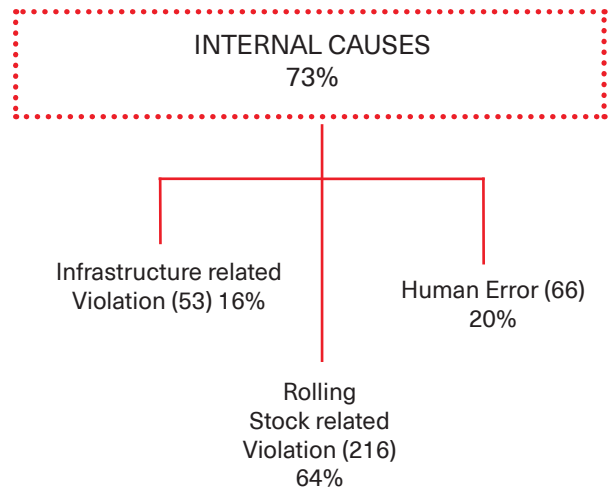 INTERNAL CAUSES
73%
Infrastructure related
Violation (53) 16%
Human Error (66)
20%
Rolling
Stock related
Violation (216)
64%